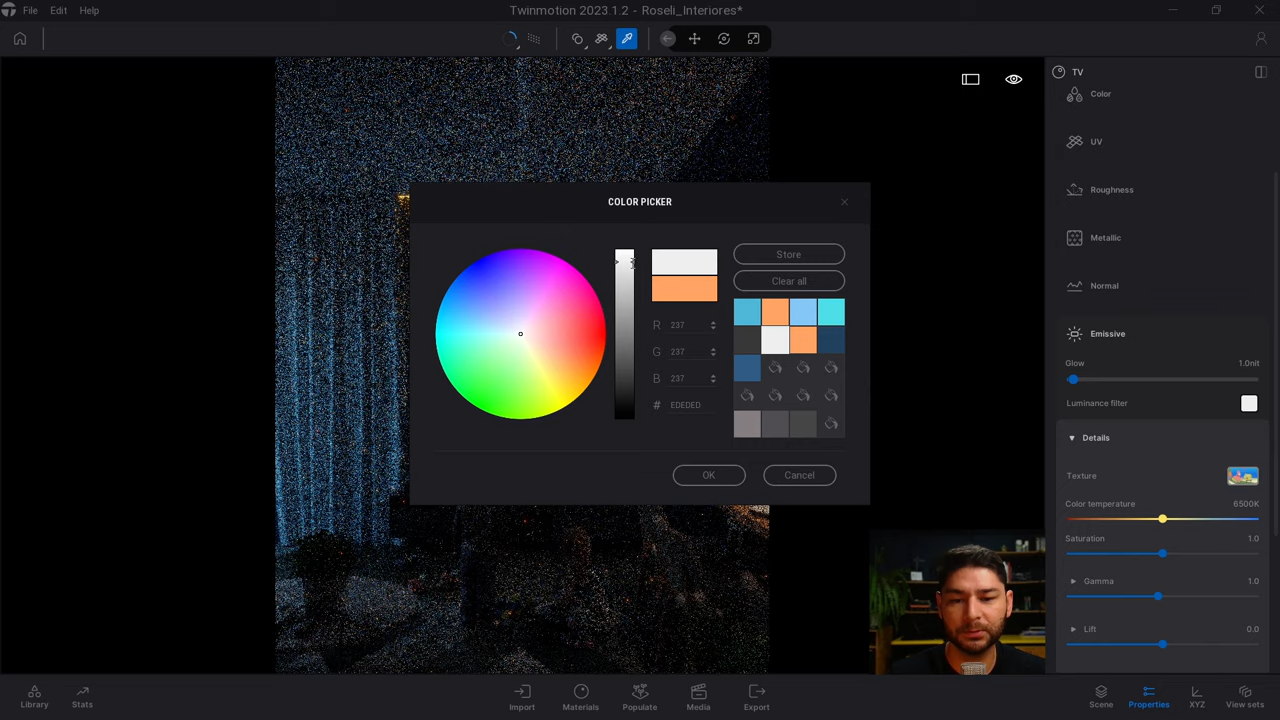 File Edit Help
Twinmotion 2023.1.2 - Roseli_Interiores*
TV
Color
UV
Roughness
Metallic
Normal
Emissive
Glow 1.0nit
Luminance filter
Details
Texture
Color temperature 6500K
Saturation 1.0
Gamma 1.0
Lift 0.0
COLOR PICKER
Store
Clear all
R 237
G 237
B 237
# EDEDED
OK Cancel
Library Stats Import Materials Populate Media Export Scene Properties XYZ View sets